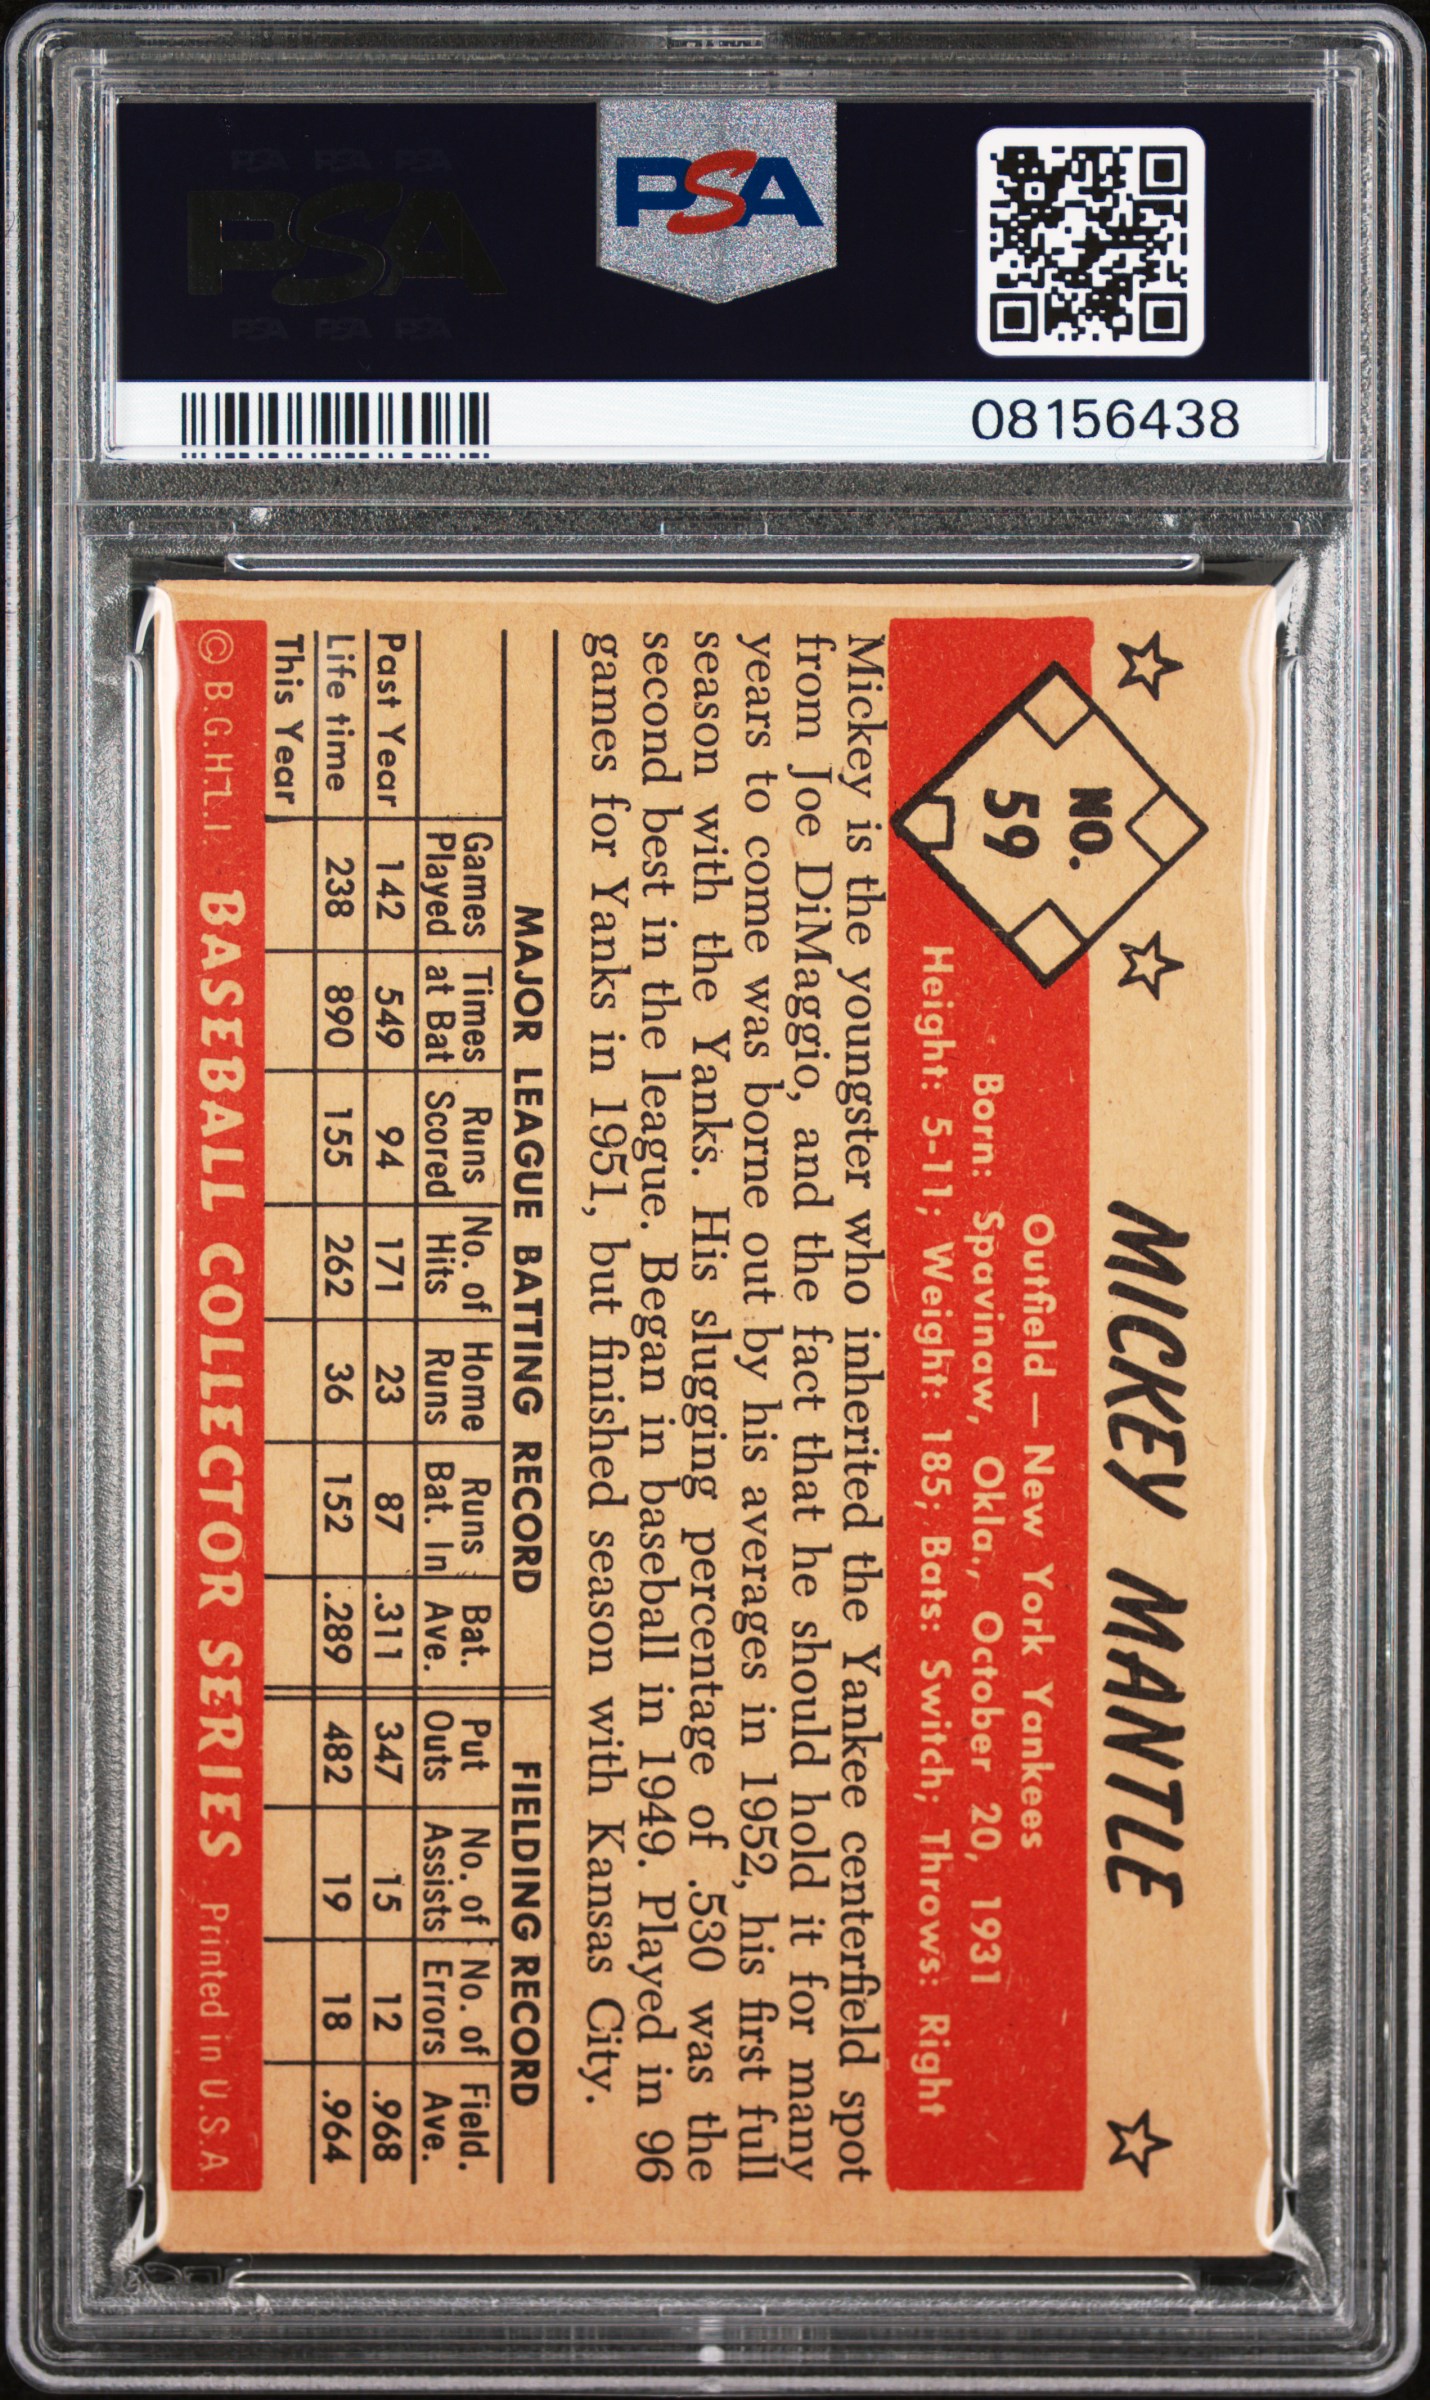 PSA PSA PSA
PSA
PSA PSA PSA
PSA
08156438
MICKEY MANTLE
NO.
59
Outfield — New York Yankees
Born: Spavinaw, Okla., October 20, 1931
Height: 5-11; Weight: 185; Bats: Switch; Throws: Right
Mickey is the youngster who inherited the Yankee centerfield spot
from Joe DiMaggio, and the fact that he should hold it for many
years to come was borne out by his averages in 1952, his first full
season with the Yanks. His slugging percentage of .530 was the
second best in the league. Began in baseball in 1949. Played in 96
games for Yanks in 1951, but finished season with Kansas City.
MAJOR LEAGUE BATTING RECORD FIELDING RECORD
Games Times Runs No. of Home Runs Bat. Put No. of No. of Field.
Played at Bat Scored Hits Runs Bat. In Ave. Outs Assists Errors Ave.
Past Year 142 549 94 171 23 87 .311 347 15 12 .968
Life time 238 890 155 262 36 152 .289 482 19 18 .964
This Year
© B.G.H.L.I. BASEBALL COLLECTOR SERIES Printed in U.S.A.